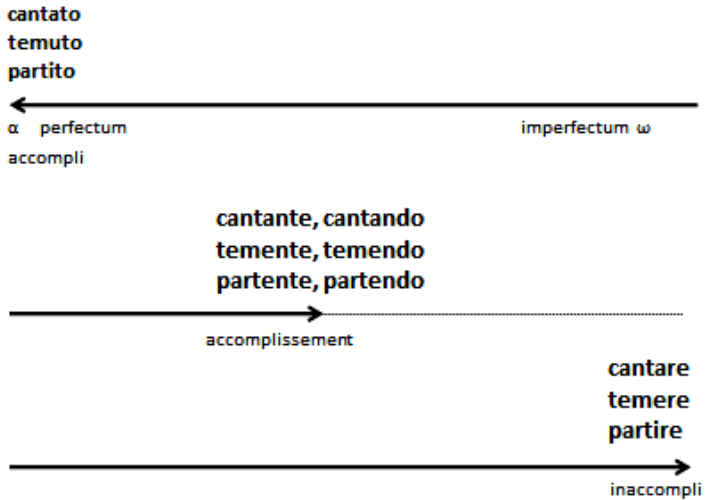 cantato
temuto
partito
α perfectum imperfectum ω
accompli
cantante, cantando
temente, temendo
partente, partendo
accomplissement
cantare
temere
partire
inaccompli